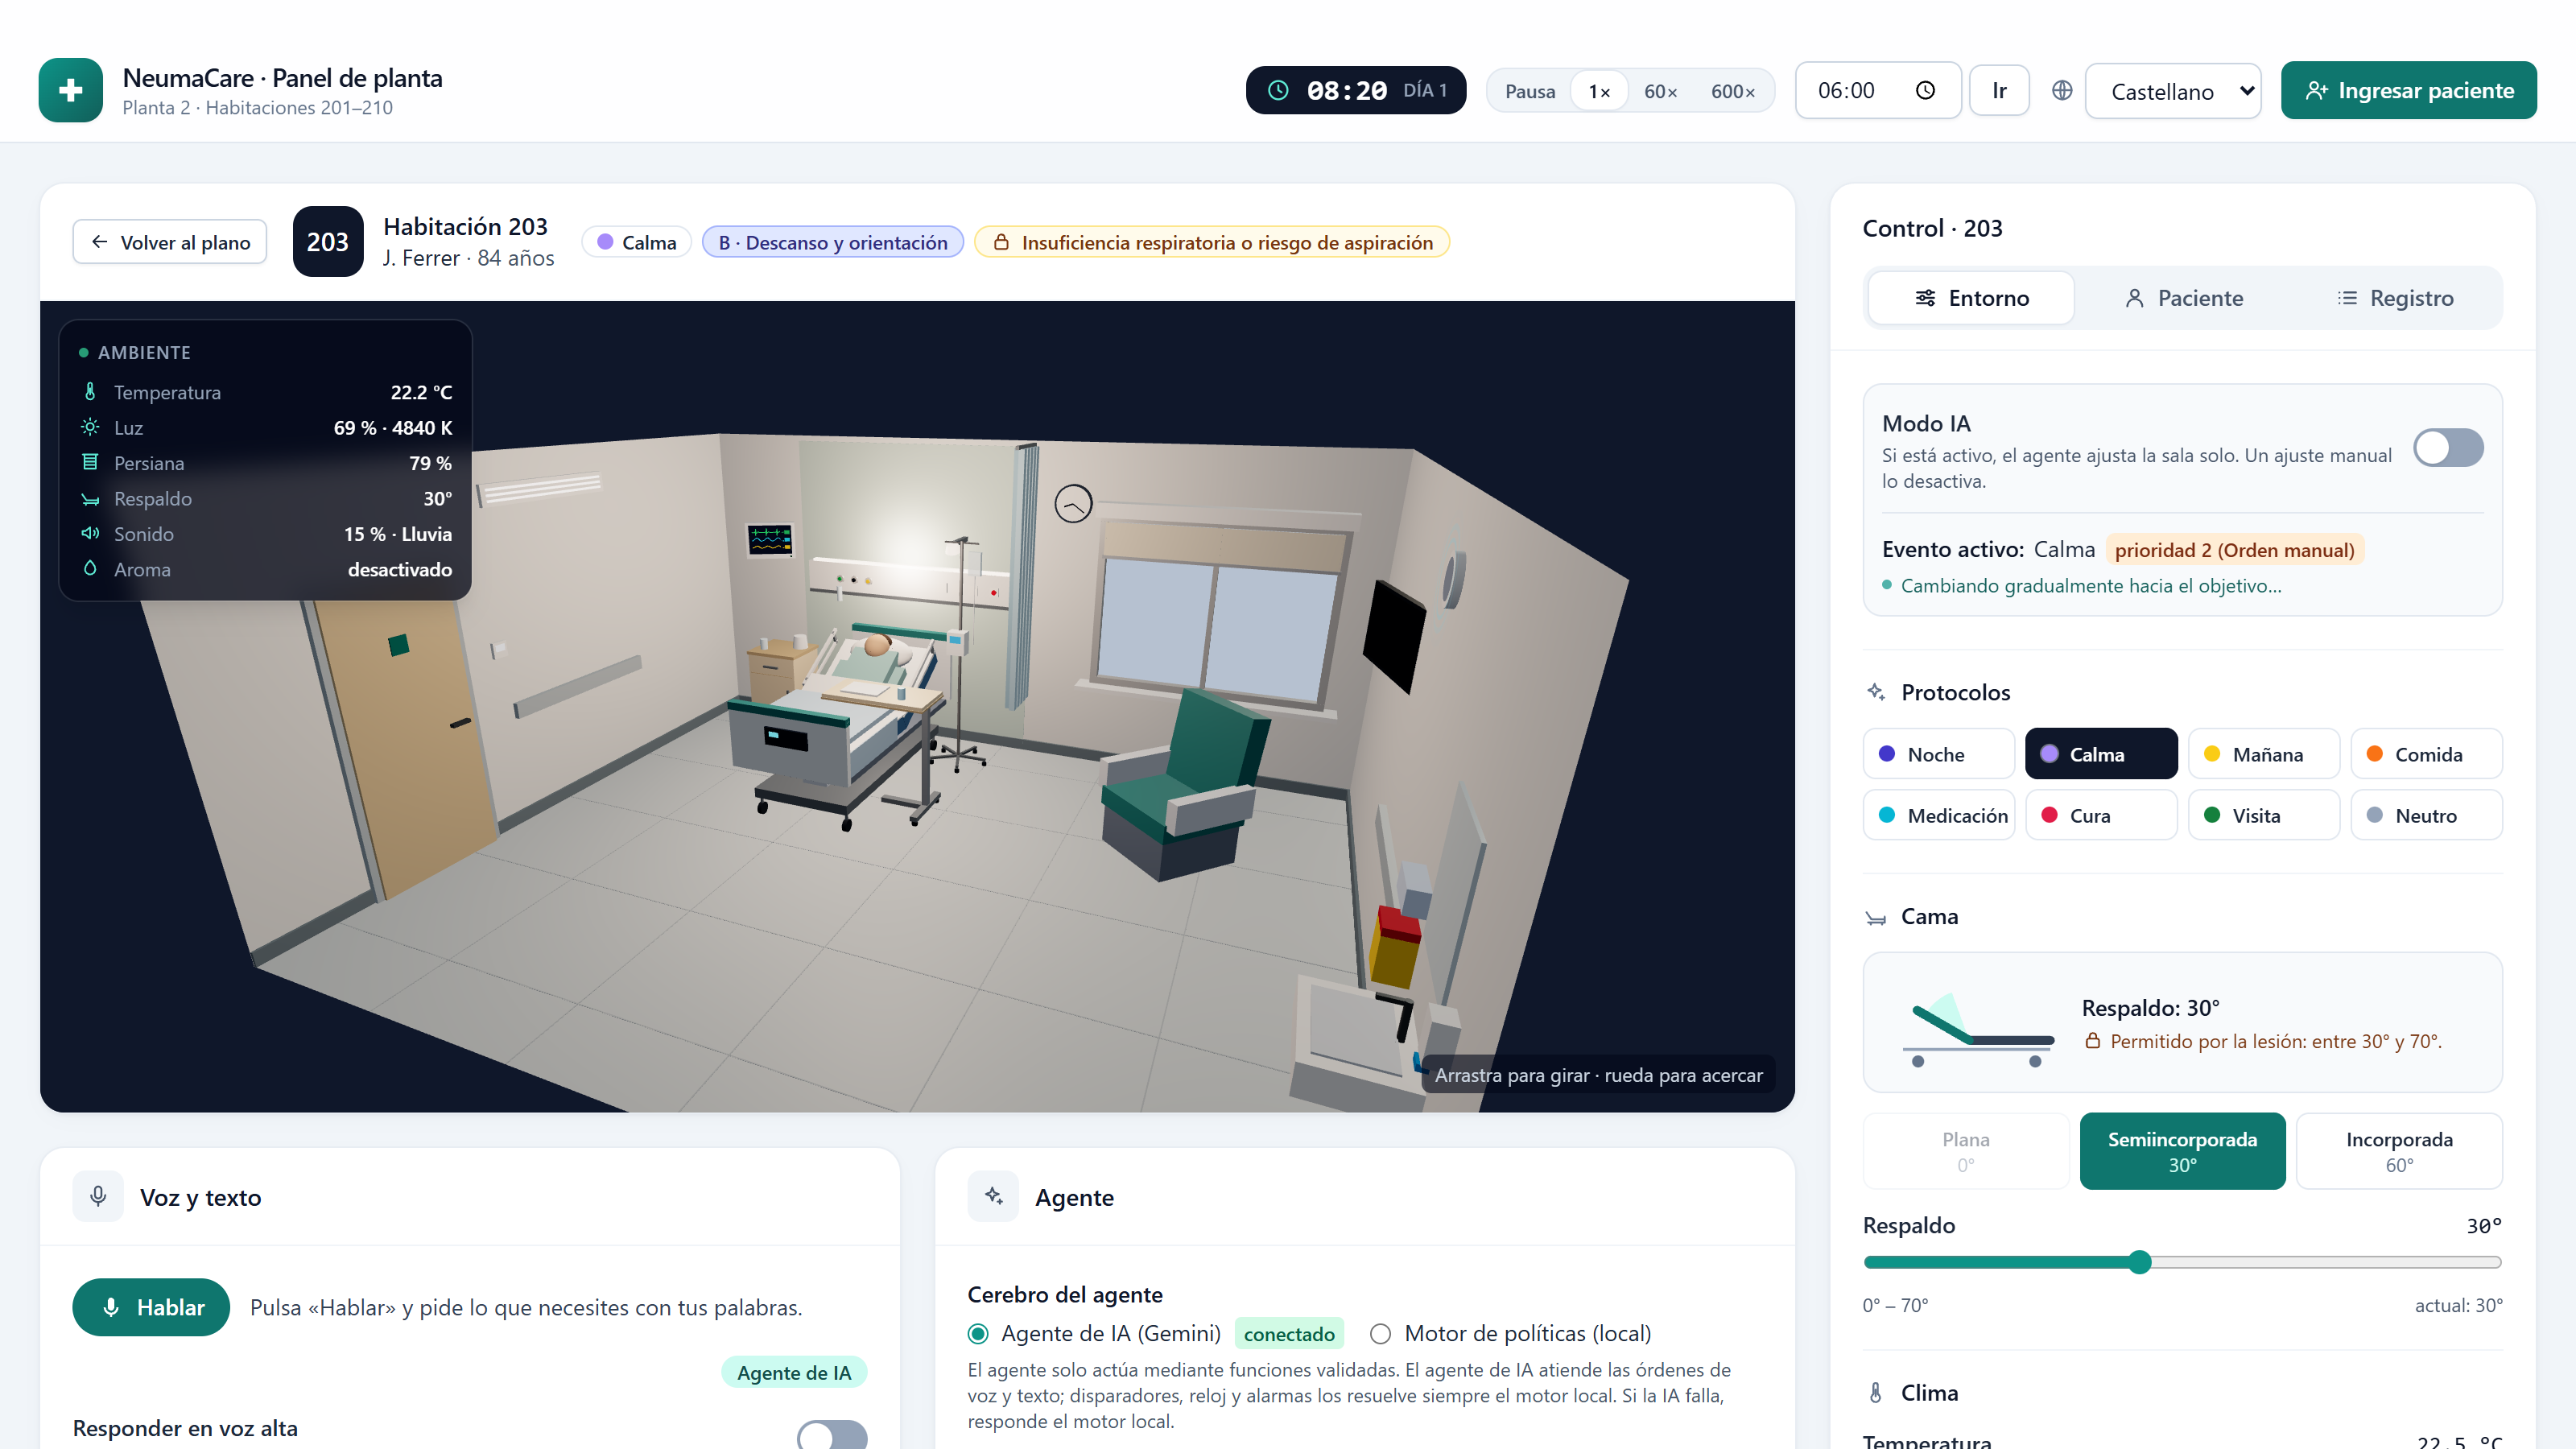 NeumaCare · Panel de planta
Planta 2 · Habitaciones 201–210
08:20 DÍA 1
Pausa 1× 60× 600×
06:00
Ir
Castellano
Ingresar paciente
Volver al plano
203
Habitación 203
J. Ferrer · 84 años
Calma
B · Descanso y orientación
Insuficiencia respiratoria o riesgo de aspiración
AMBIENTE
Temperatura 22.2 °C
Luz 69 % · 4840 K
Persiana 79 %
Respaldo 30°
Sonido 15 % · Lluvia
Aroma desactivado
Arrastra para girar · rueda para acercar
Voz y texto
Hablar
Pulsa «Hablar» y pide lo que necesites con tus palabras.
Agente de IA
Responder en voz alta
Agente
Cerebro del agente
Agente de IA (Gemini) conectado Motor de políticas (local)
El agente solo actúa mediante funciones validadas. El agente de IA atiende las órdenes de
voz y texto; disparadores, reloj y alarmas los resuelve siempre el motor local. Si la IA falla,
responde el motor local.
Control · 203
Entorno Paciente Registro
Modo IA
Si está activo, el agente ajusta la sala solo. Un ajuste manual
lo desactiva.
Evento activo: Calma prioridad 2 (Orden manual)
Cambiando gradualmente hacia el objetivo...
Protocolos
Noche Calma Mañana Comida
Medicación Cura Visita Neutro
Cama
Respaldo: 30°
Permitido por la lesión: entre 30° y 70°.
Plana Semiincorporada Incorporada
0° 30° 60°
Respaldo 30°
0° – 70° actual: 30°
Clima
Temperatura 22.5 °C